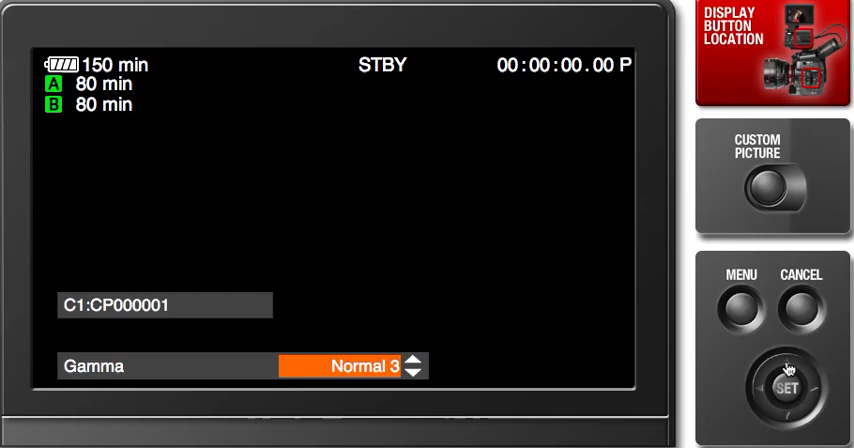 150 min
STBY
00:00:00.00 P
A 80 min
B 80 min
C1:CP000001
Gamma
Normal 3
DISPLAY
BUTTON
LOCATION
CUSTOM
PICTURE
MENU
CANCEL
SET